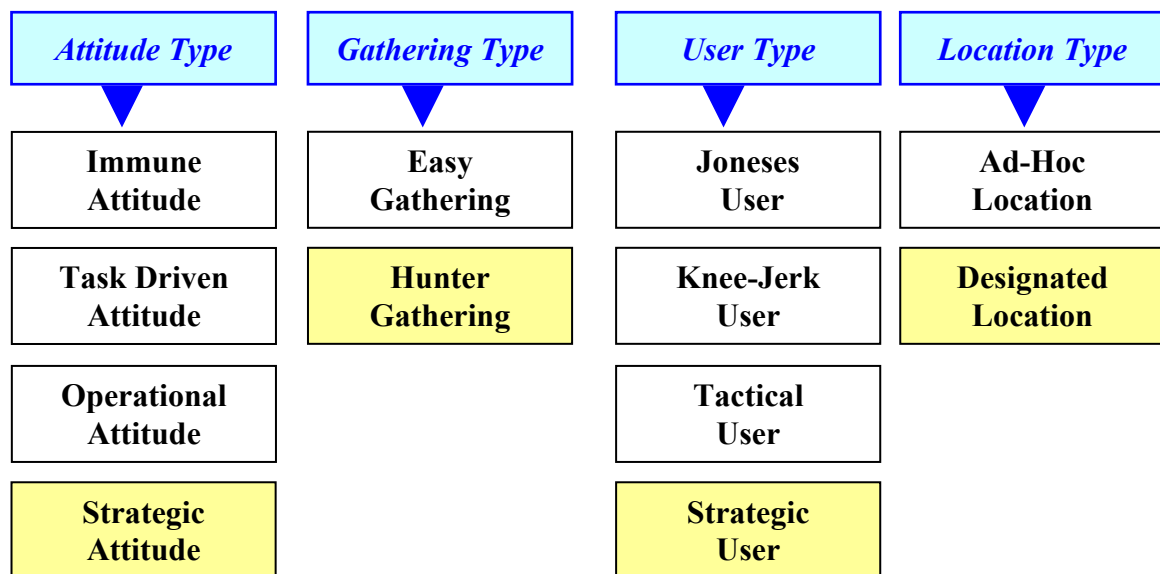 Attitude Type
Gathering Type
User Type
Location Type
Immune
Attitude
Easy
Gathering
Joneses
User
Ad-Hoc
Location
Task Driven
Attitude
Hunter
Gathering
Knee-Jerk
User
Designated
Location
Operational
Attitude
Tactical
User
Strategic
Attitude
Strategic
User